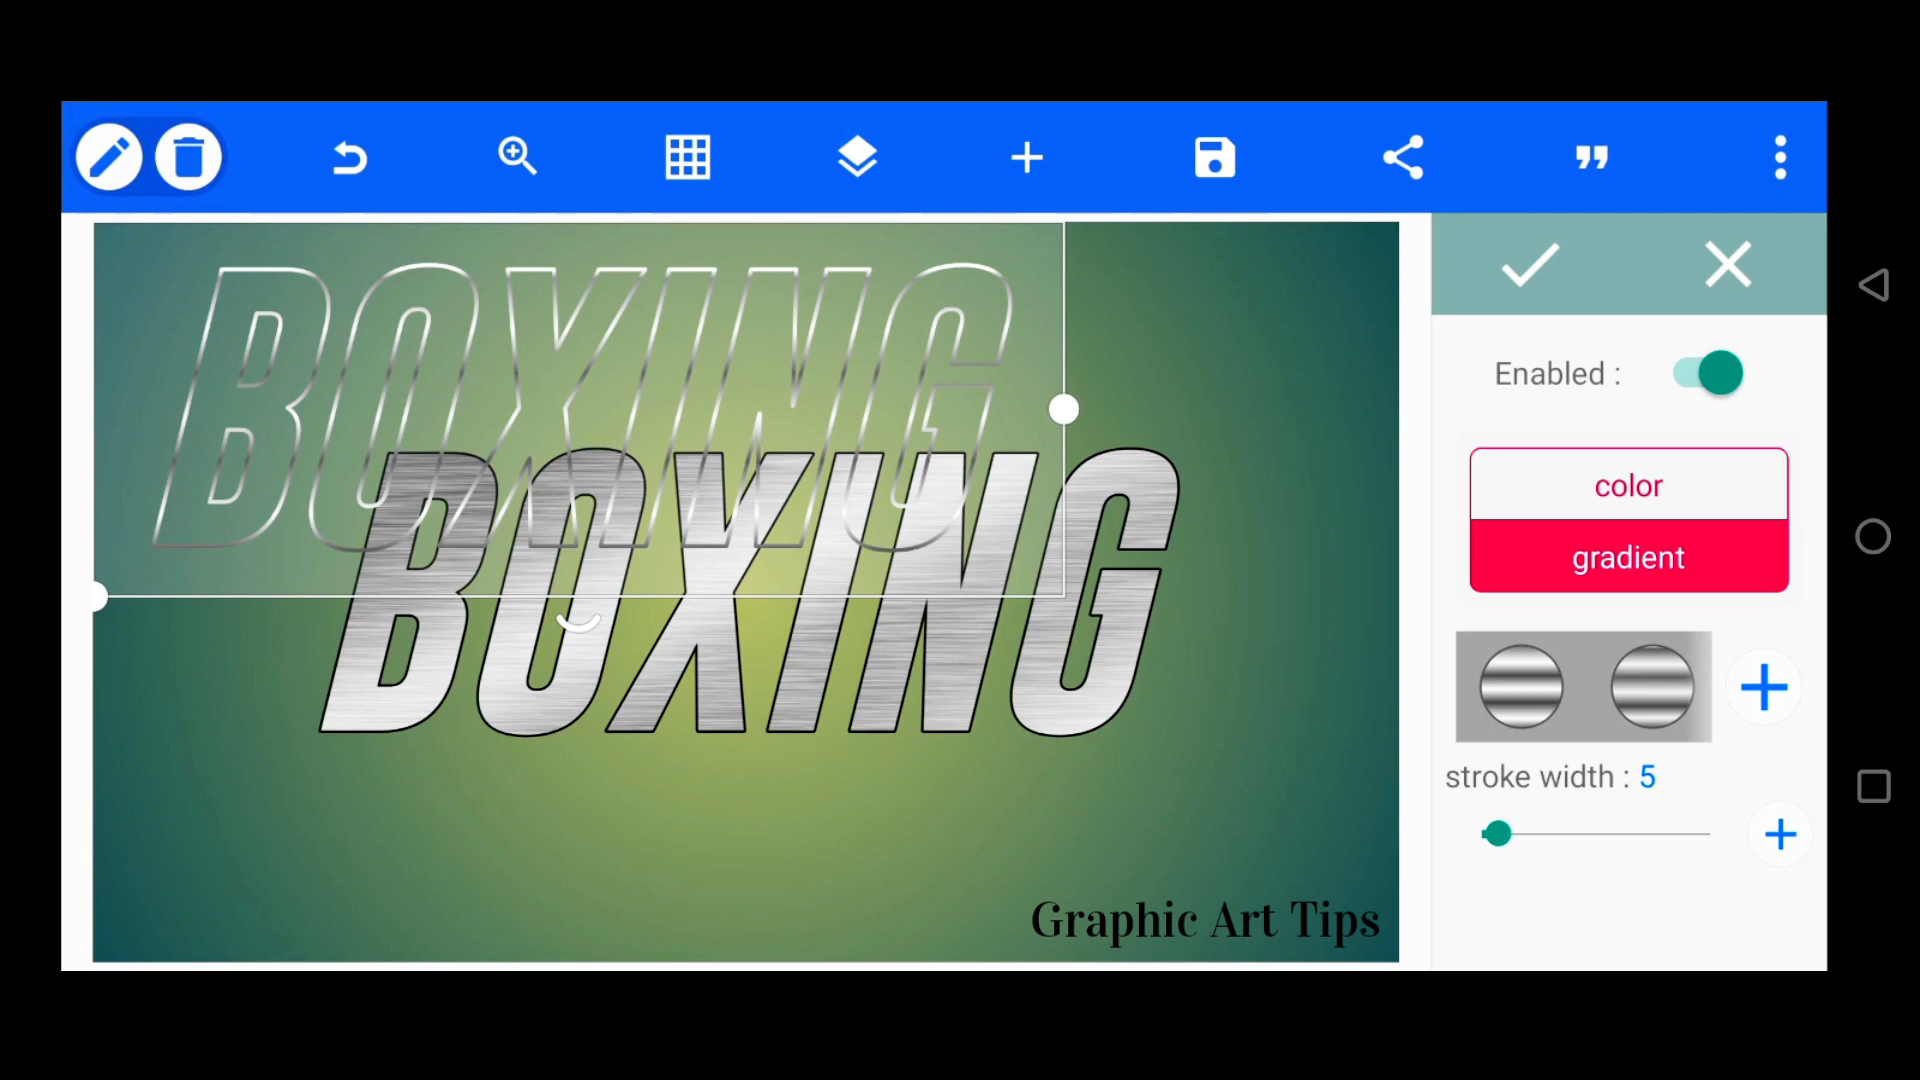 BOXING
BOXING
Graphic Art Tips
Enabled :
color
gradient
stroke width : 5